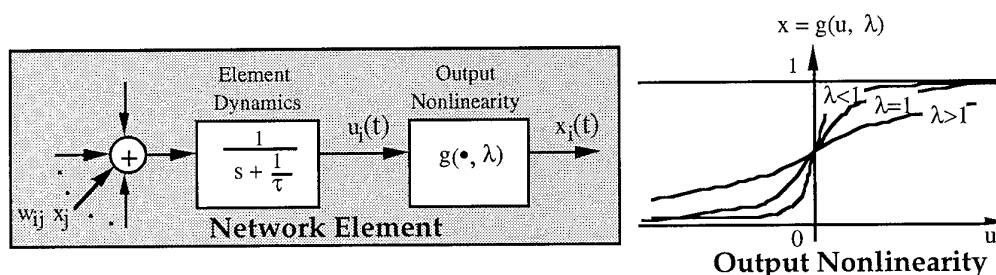 Element
Dynamics
1
s + 1
τ
u_i(t)
Output
Nonlinearity
g(•, λ)
x_i(t)
+
w_ij x_j
Network Element
x = g(u, λ)
1
λ<1
λ=1
λ>1
0
u
Output Nonlinearity